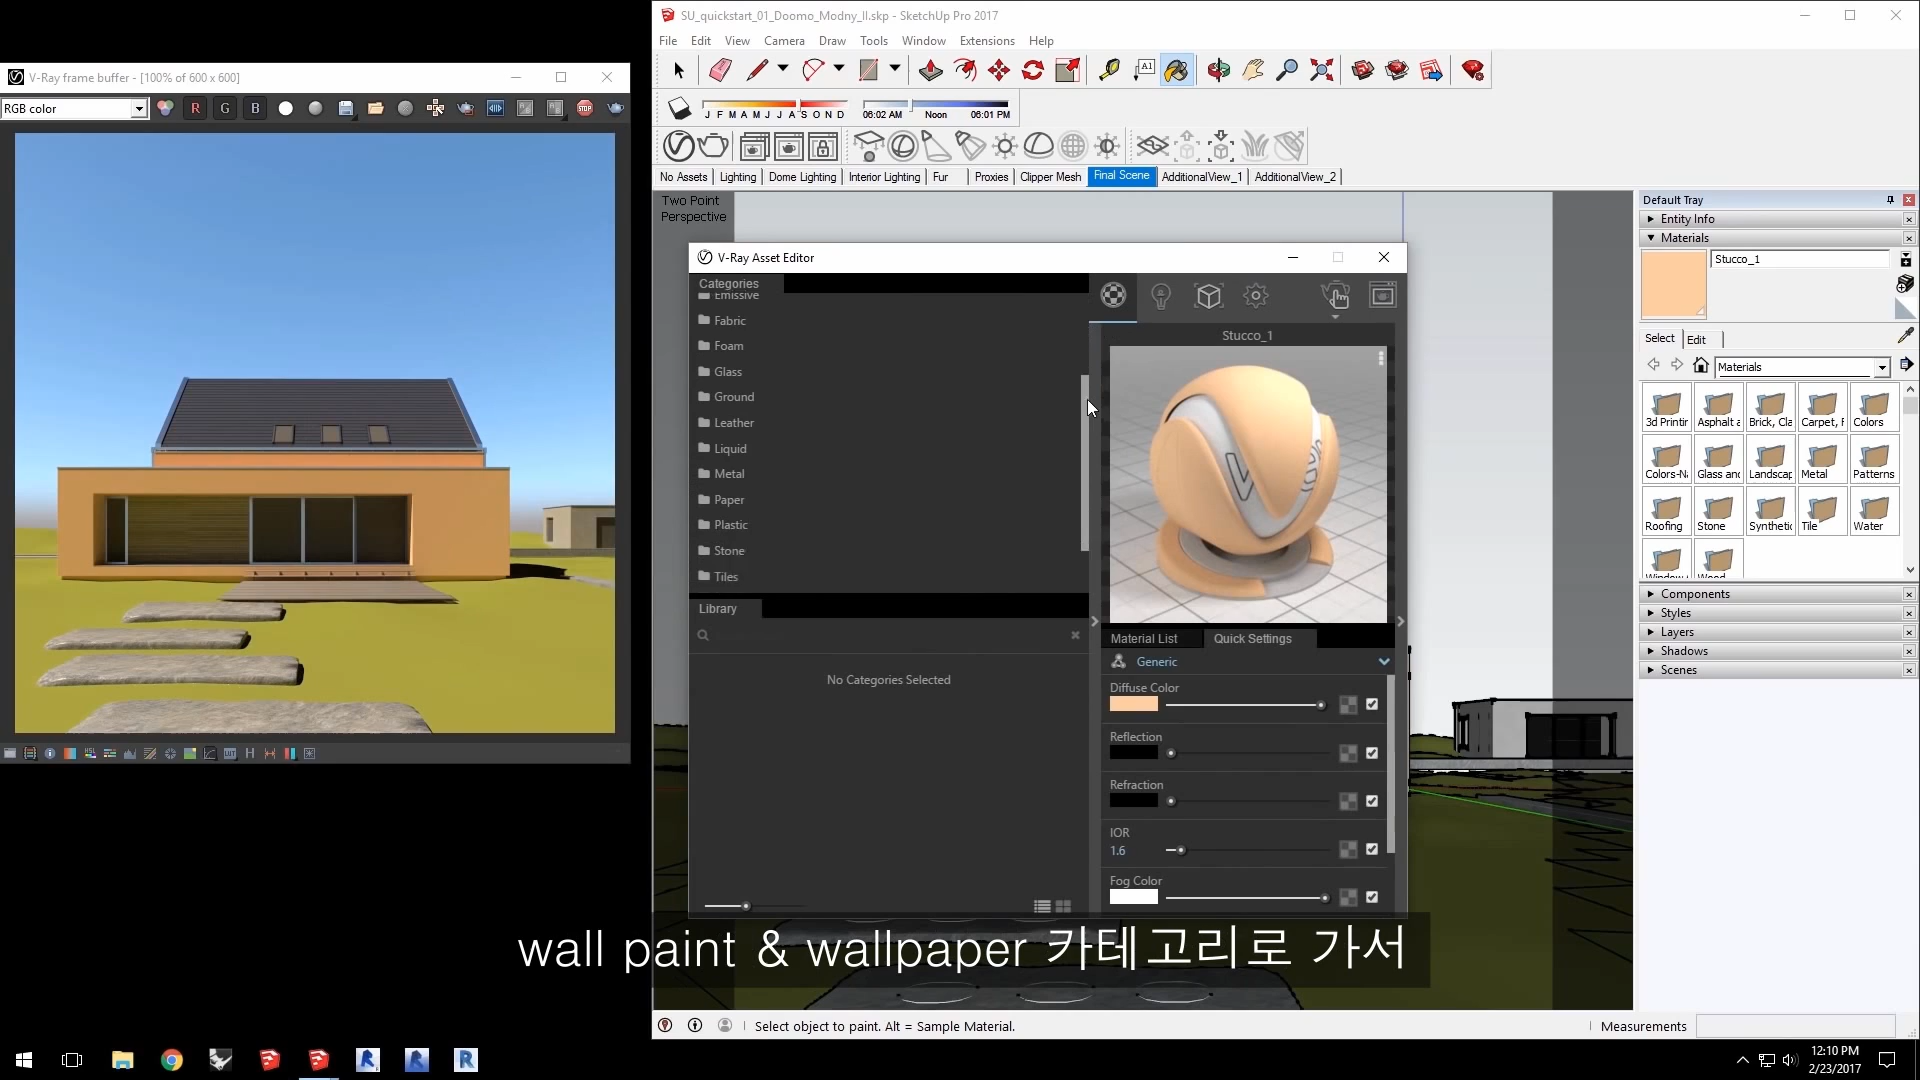 SU_quickstart_01_Doomo_Modny_II.skp - SketchUp Pro 2017
File Edit View Camera Draw Tools Window Extensions Help
V-Ray frame buffer - [100% of 600 x 600]
RGB color
R G B
STOP
A1
J F M A M J J A S O N D
06:02 AM Noon 06:01 PM
No Assets Lighting Dome Lighting Interior Lighting Fur Proxies Clipper Mesh Final Scene AdditionalView_1 AdditionalView_2
Two Point
Perspective
V-Ray Asset Editor
Categories
Emissive
Fabric
Foam
Glass
Ground
Leather
Liquid
Metal
Paper
Plastic
Stone
Tiles
Library
No Categories Selected
Stucco_1
Material List Quick Settings
Generic
Diffuse Color
Reflection
Refraction
IOR
1.6
Fog Color
Default Tray
Entity Info
Materials
Stucco_1
Select Edit
Materials
3d Printir Asphalt a Brick, Cla Carpet, F Colors
Colors-Na Glass and Landscap Metal Patterns
Roofing Stone Synthetic Tile Water
Window Wood
Components
Styles
Layers
Shadows
Scenes
wall paint & wallpaper 카테고리로 가서
Select object to paint. Alt = Sample Material.
Measurements
12:10 PM
2/23/2017